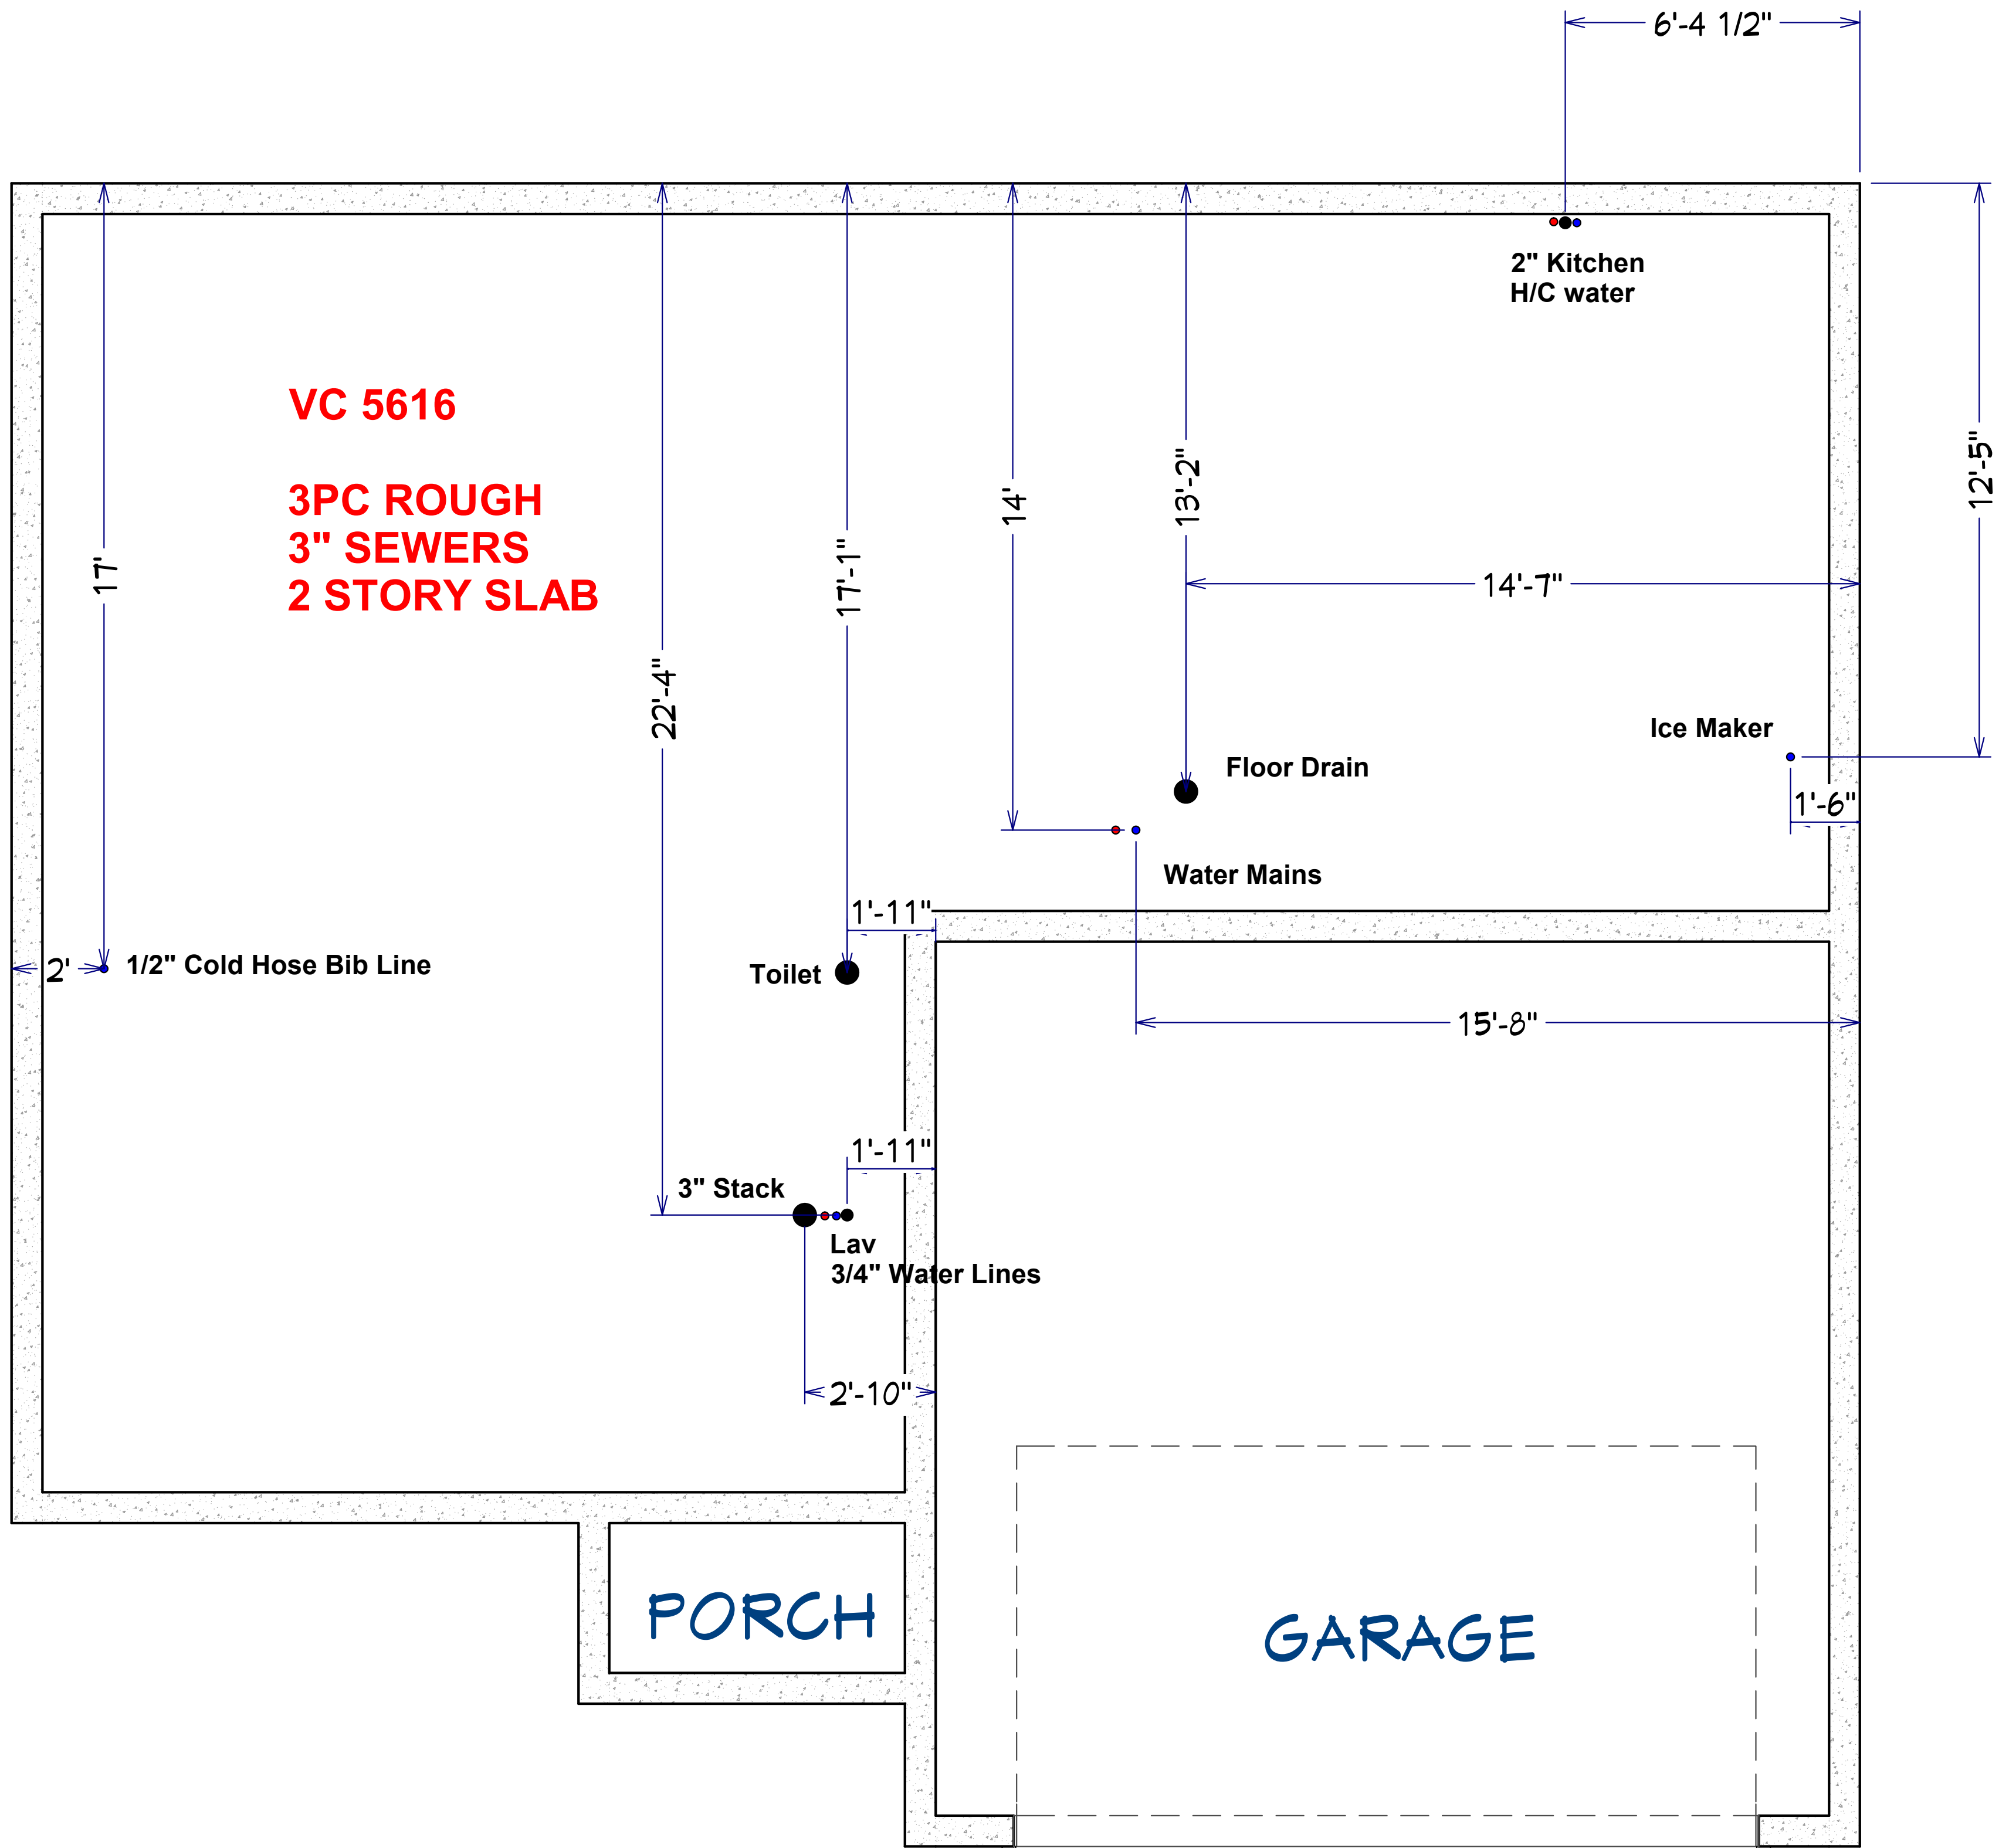 6'-4 1/2"
2" Kitchen
H/C water
VC 5616
3PC ROUGH
3" SEWERS
2 STORY SLAB
12'-5"
14'
13'-2"
17'
17'-1"
14'-7"
22'-4"
Ice Maker
Floor Drain
1'-6"
Water Mains
1'-11"
2'
1/2" Cold Hose Bib Line
Toilet
15'-8"
1'-11"
3" Stack
Lav
3/4" Water Lines
2'-10"
PORCH
GARAGE